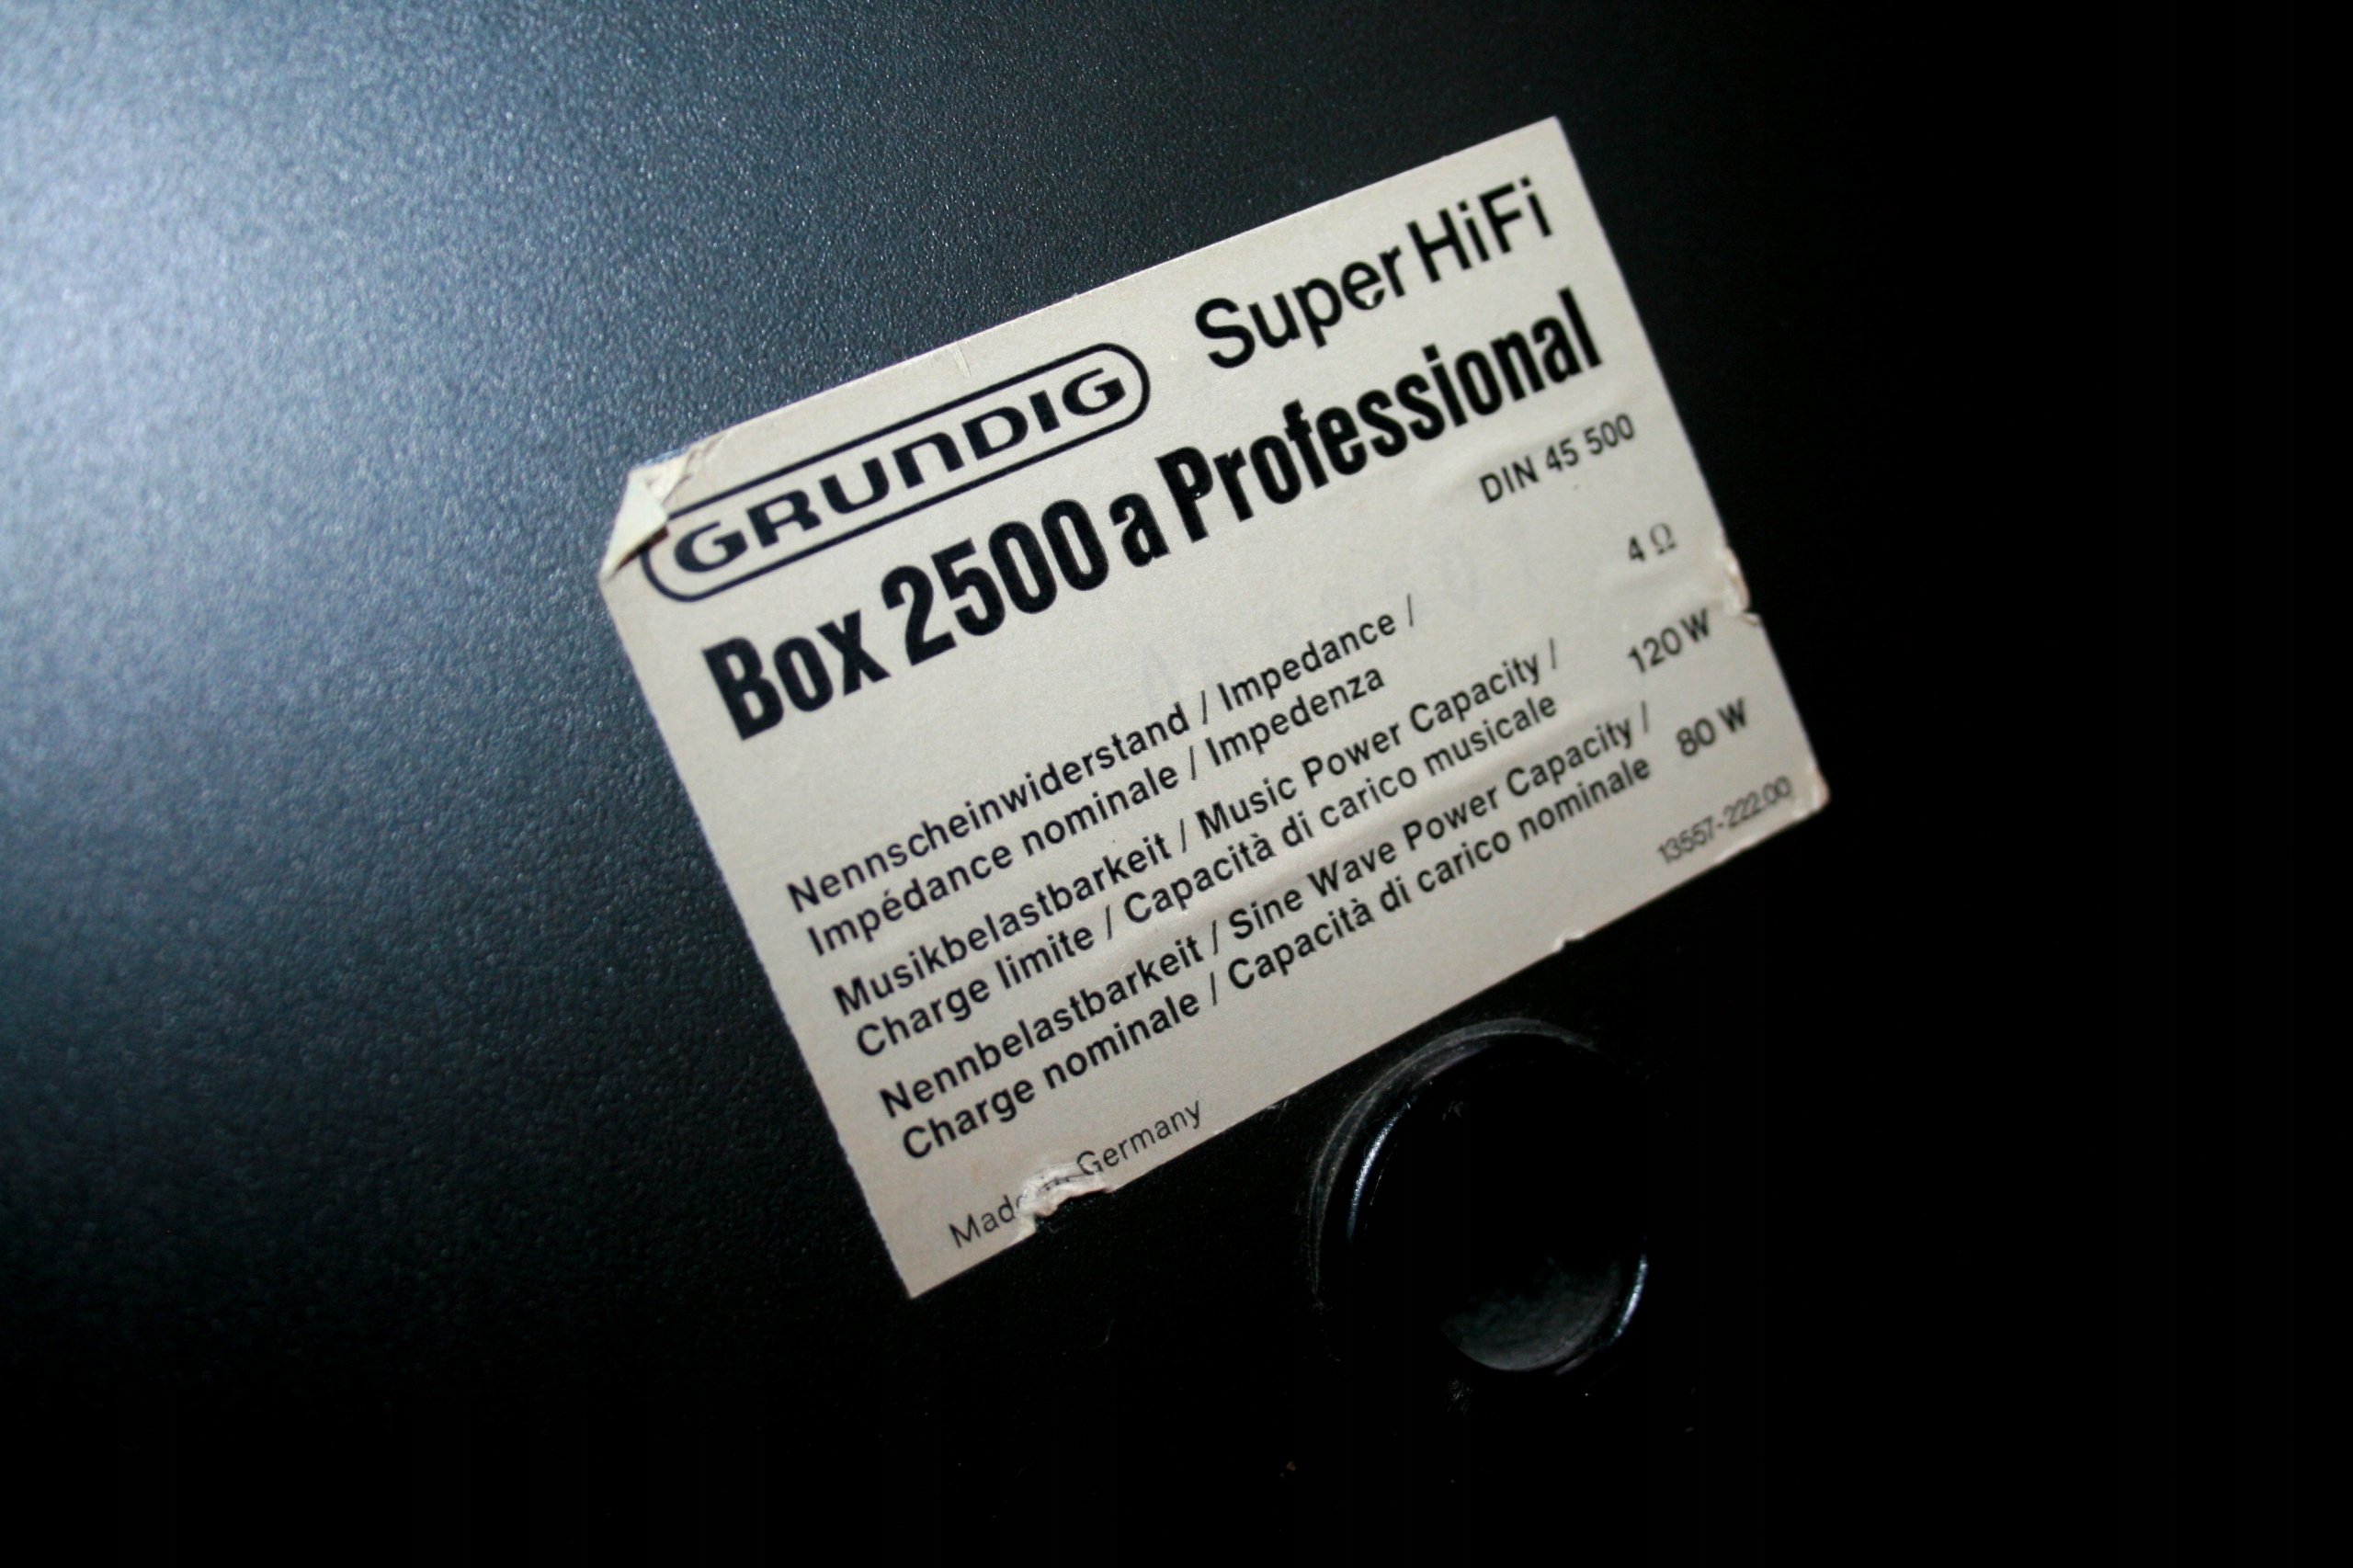 GRUNDIG Super HiFi
Box 2500 a Professional
DIN 45 500
Nennscheinwiderstand / Impedance /
Impédance nominale / Impedenza 4 Ω
Musikbelastbarkeit / Music Power Capacity /
Charge limite / Capacità di carico musicale 120 W
Nennbelastbarkeit / Sine Wave Power Capacity /
Charge nominale / Capacità di carico nominale 80 W
Made in Germany 13557-222.00